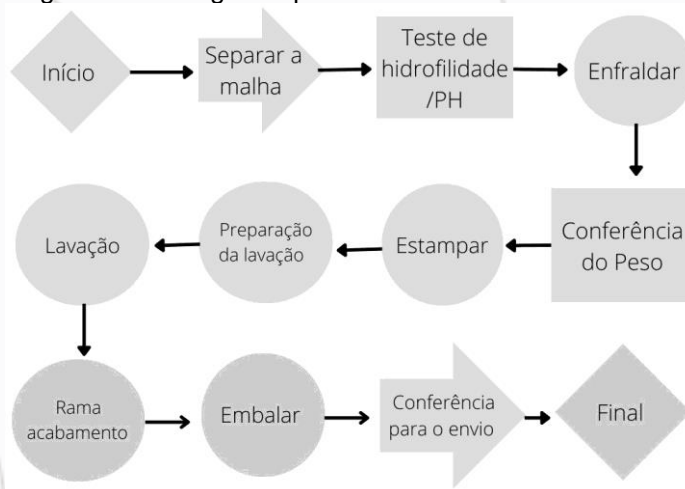 Início
Separar a
malha
Teste de
hidrofilidade
/PH
Enfraldar
Conferência
do Peso
Estampar
Preparação
da lavação
Lavação
Rama
acabamento
Embalar
Conferência
para o envio
Final